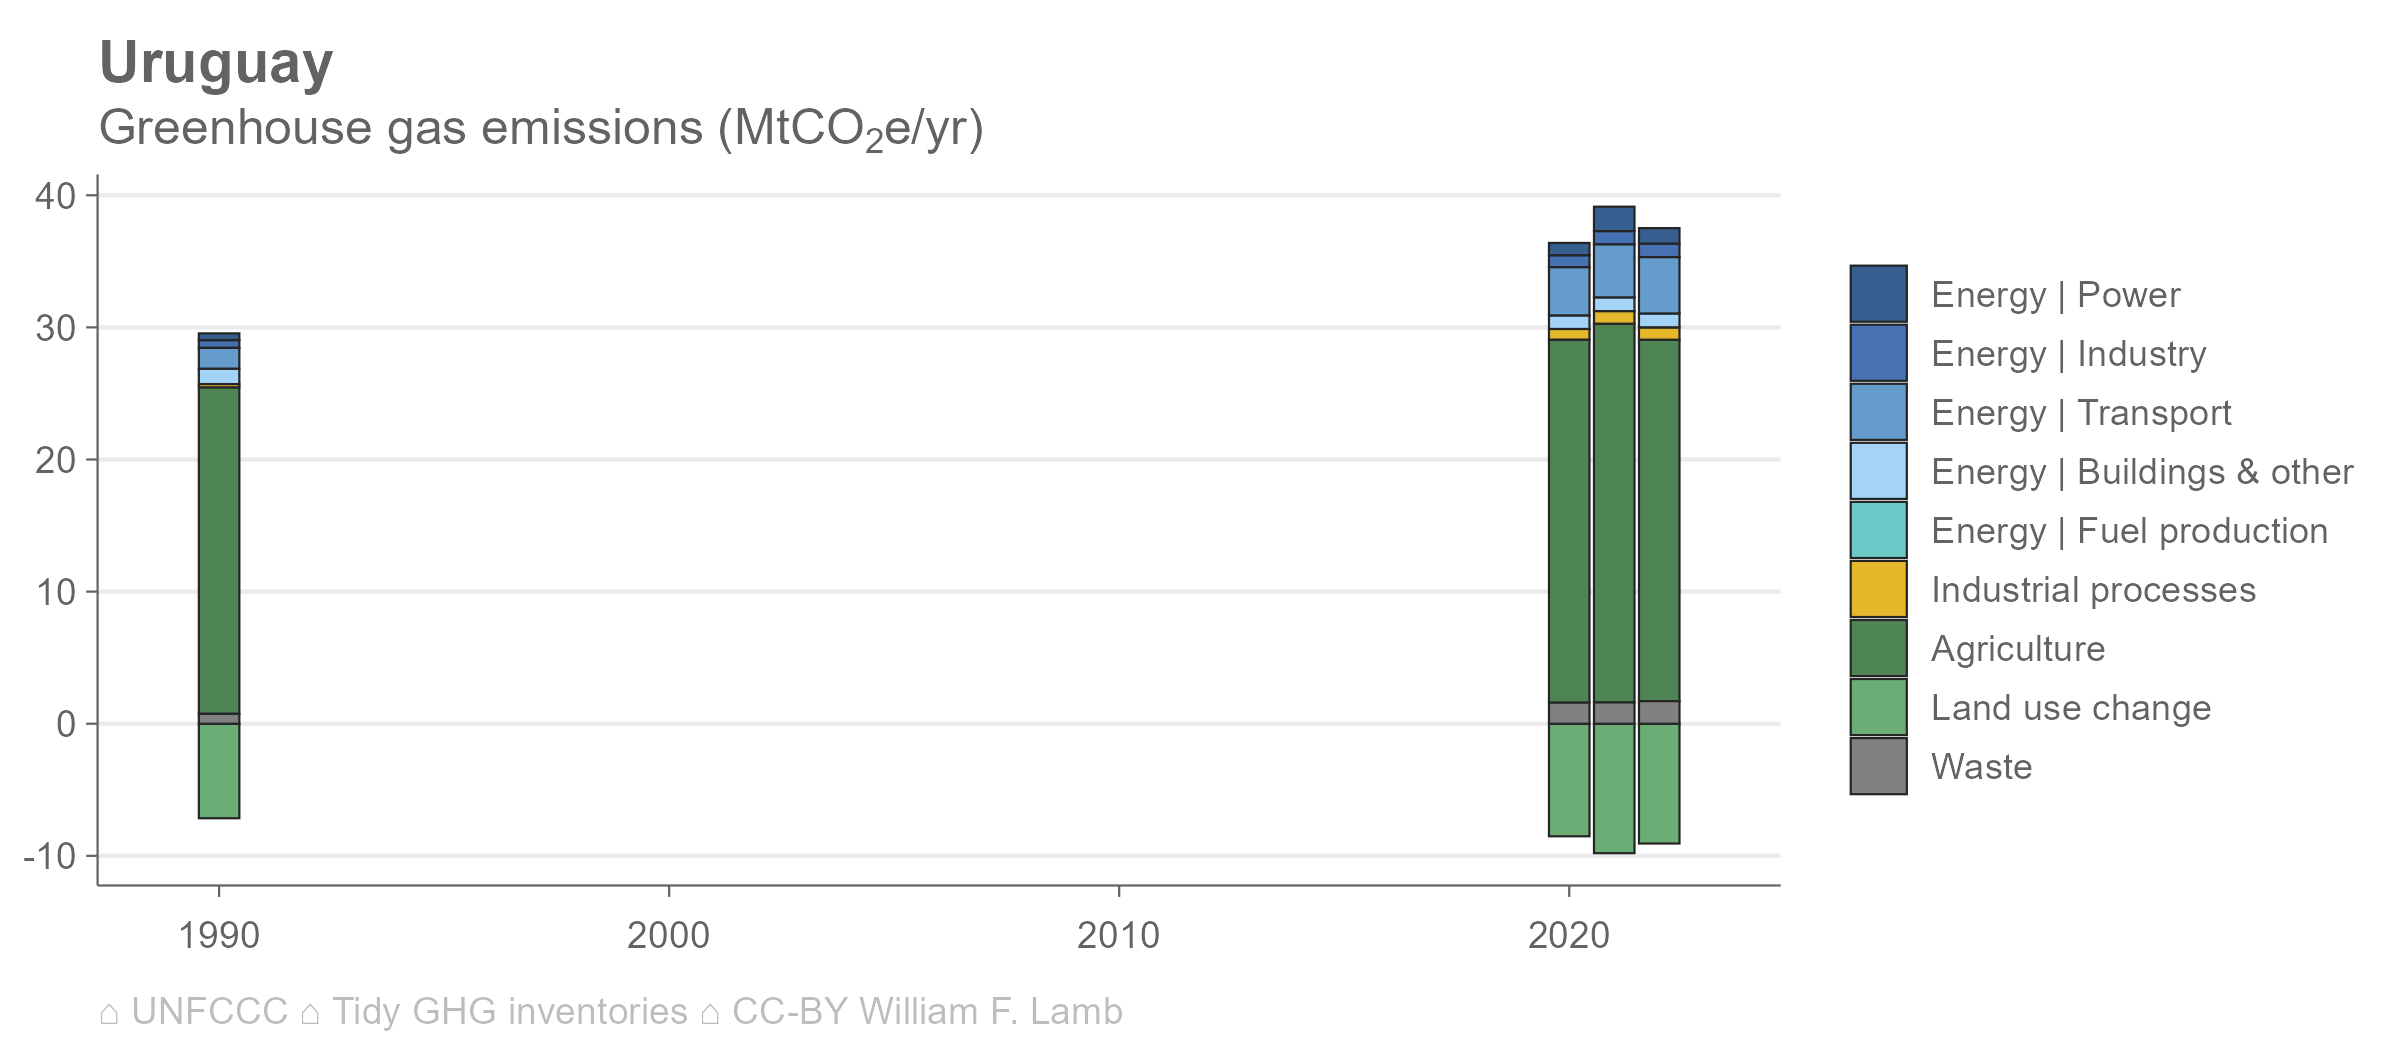 Uruguay
Greenhouse gas emissions (MtCO₂e/yr)
40
30
20
10
0
-10
1990
2000
2010
2020
Energy | Power
Energy | Industry
Energy | Transport
Energy | Buildings & other
Energy | Fuel production
Industrial processes
Agriculture
Land use change
Waste
⌂ UNFCCC ⌂ Tidy GHG inventories ⌂ CC-BY William F. Lamb